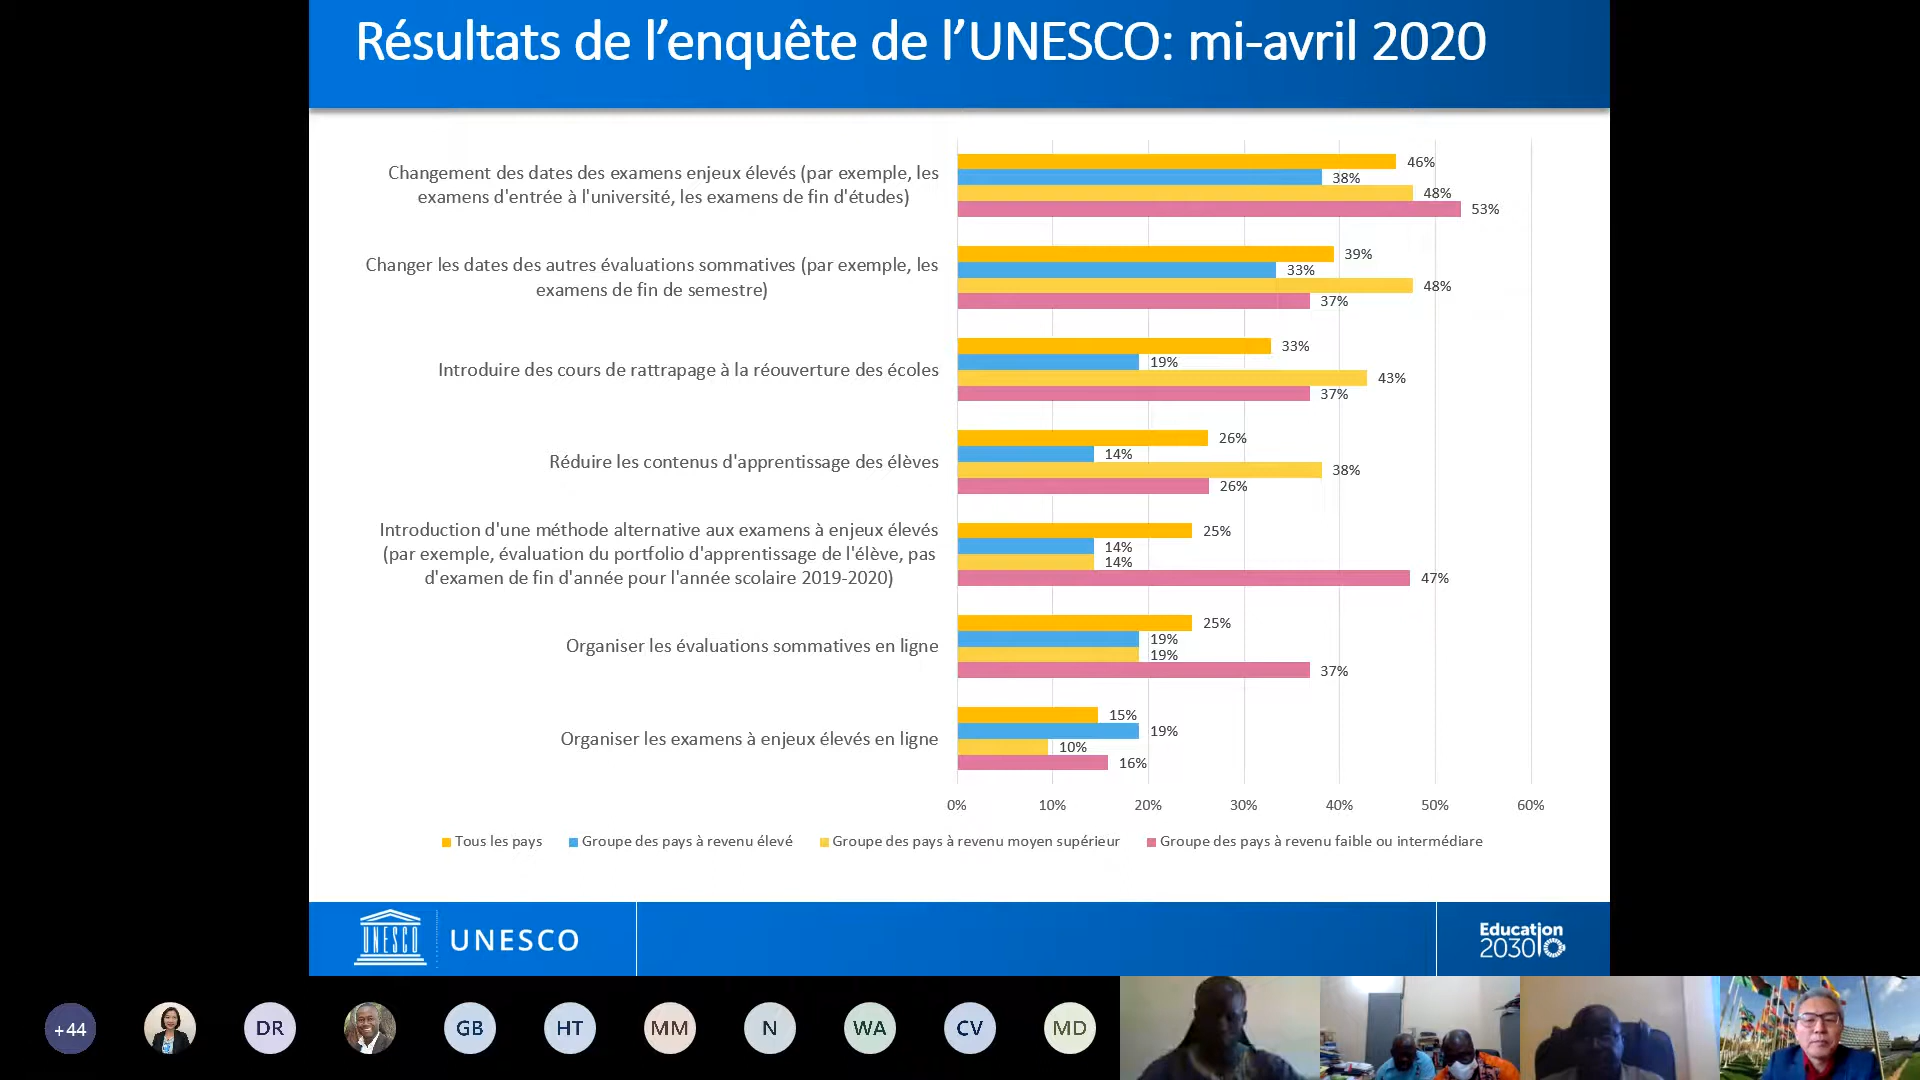 Résultats de l’enquête de l’UNESCO: mi-avril 2020
Changement des dates des examens enjeux élevés (par exemple, les
examens d'entrée à l'université, les examens de fin d'études)
46%
38%
48%
53%
Changer les dates des autres évaluations sommatives (par exemple, les
examens de fin de semestre)
39%
33%
48%
37%
Introduire des cours de rattrapage à la réouverture des écoles
33%
19%
43%
37%
Réduire les contenus d'apprentissage des élèves
26%
14%
38%
26%
Introduction d'une méthode alternative aux examens à enjeux élevés
(par exemple, évaluation du portfolio d'apprentissage de l'élève, pas
d'examen de fin d'année pour l'année scolaire 2019-2020)
25%
14%
14%
47%
Organiser les évaluations sommatives en ligne
25%
19%
19%
37%
Organiser les examens à enjeux élevés en ligne
15%
19%
10%
16%
0% 10% 20% 30% 40% 50% 60%
Tous les pays Groupe des pays à revenu élevé Groupe des pays à revenu moyen supérieur Groupe des pays à revenu faible ou intermédiare
UNESCO UNESCO
Education
2030
+44 DR GB HT MM N WA CV MD